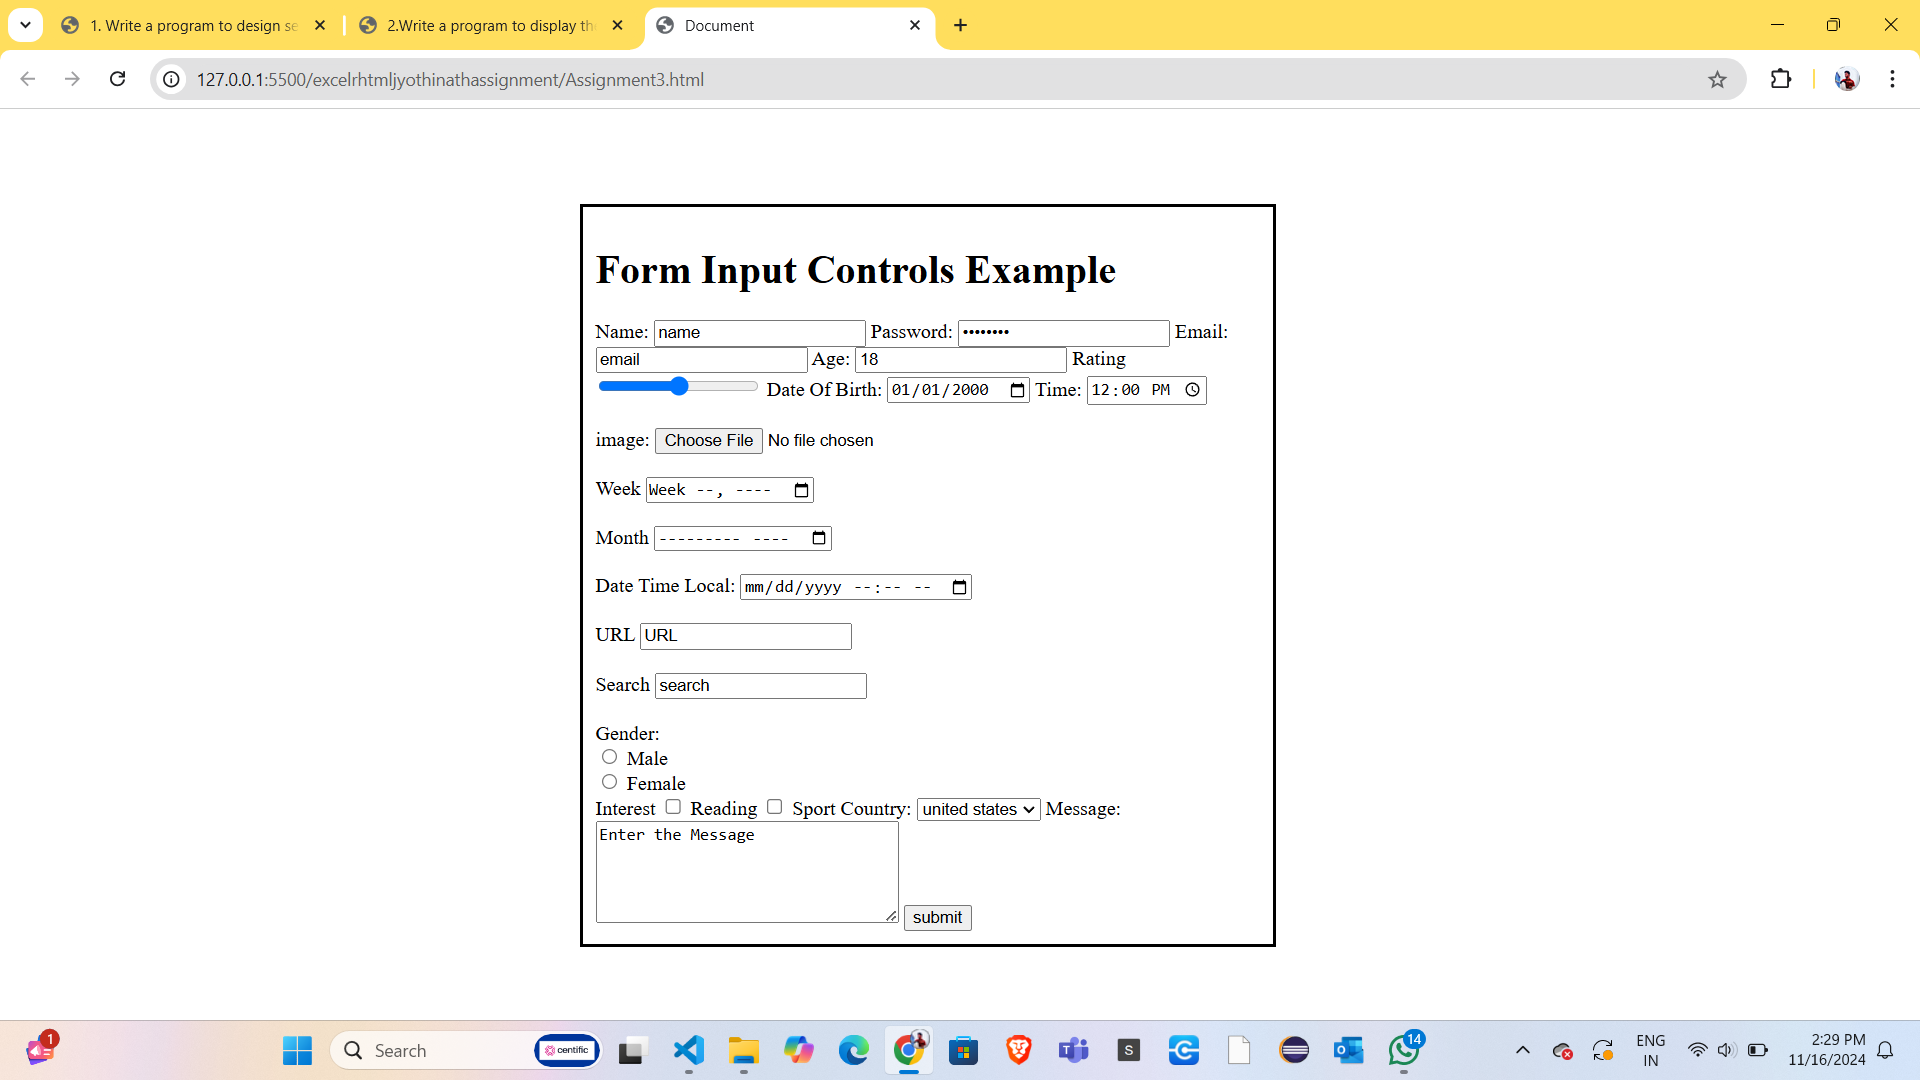 1. Write a program to design se
2.Write a program to display the
Document
127.0.0.1:5500/excelrhtmljyothinathassignment/Assignment3.html
Form Input Controls Example
Name: name Password: •••••••• Email:
email Age: 18 Rating
Date Of Birth: 01/01/2000 Time: 12:00 PM
image: Choose File No file chosen
Week Week --, ----
Month --------- ----
Date Time Local: mm/dd/yyyy --:-- --
URL URL
Search search
Gender:
Male
Female
Interest Reading Sport Country: united states Message:
Enter the Message
submit
1
Search
centific
T
S
C
14
ENG
IN
2:29 PM
11/16/2024